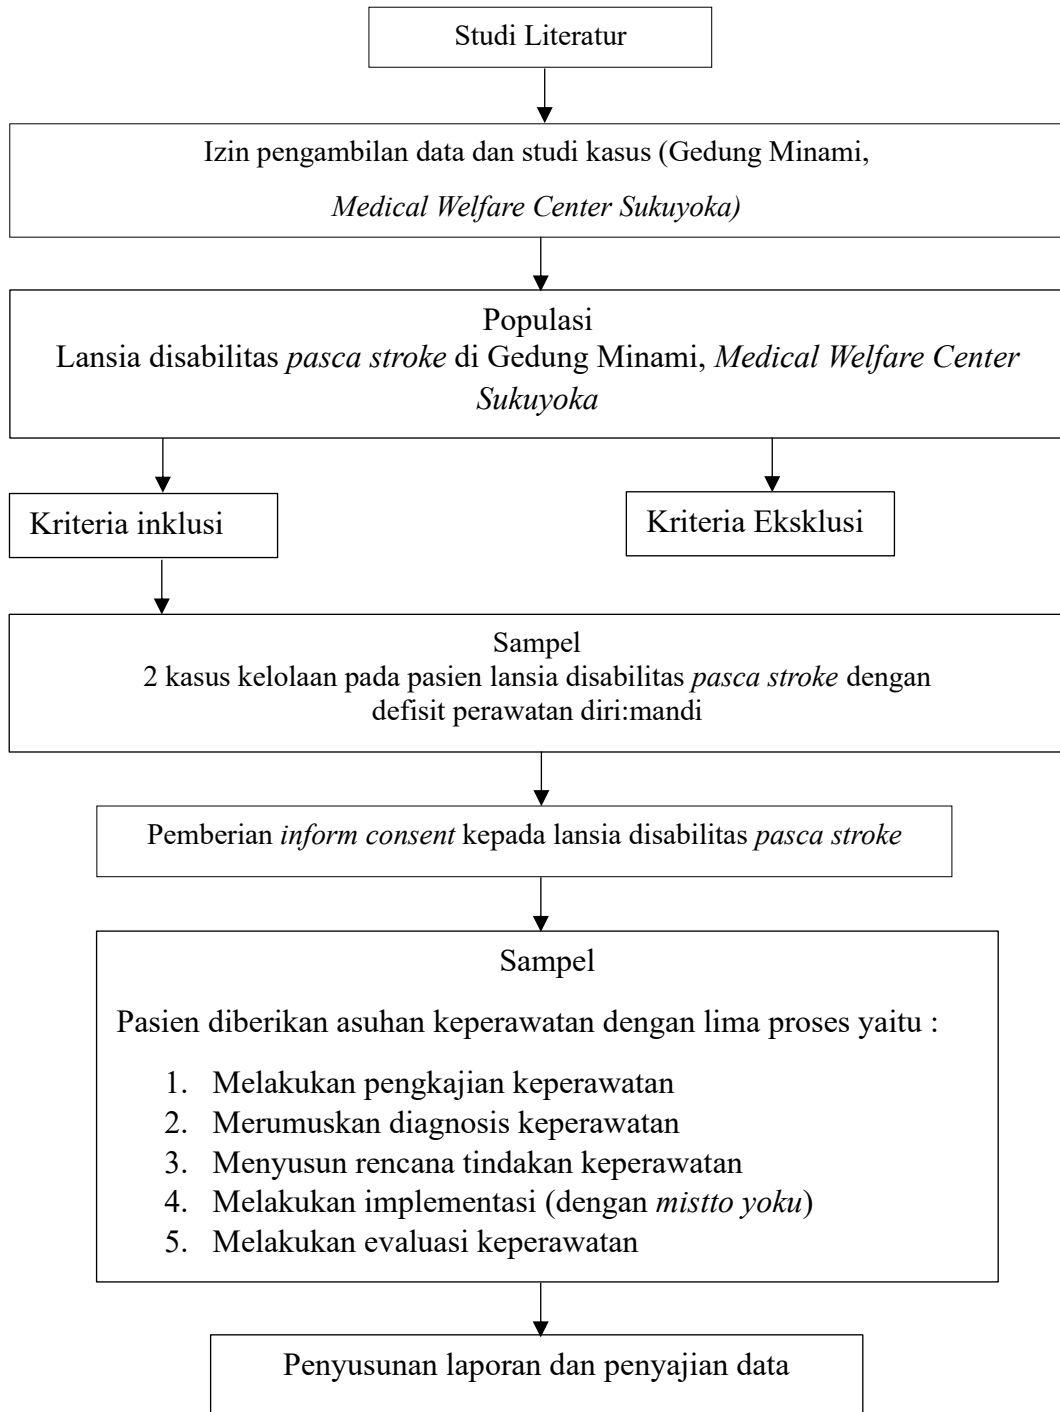 Studi Literatur
Izin pengambilan data dan studi kasus (Gedung Minami,
Medical Welfare Center Sukuyoka)
Populasi
Lansia disabilitas pasca stroke di Gedung Minami, Medical Welfare Center
Sukuyoka
Kriteria inklusi
Kriteria Eksklusi
Sampel
2 kasus kelolaan pada pasien lansia disabilitas pasca stroke dengan
defisit perawatan diri:mandi
Pemberian inform consent kepada lansia disabilitas pasca stroke
Sampel
Pasien diberikan asuhan keperawatan dengan lima proses yaitu :
1. Melakukan pengkajian keperawatan
2. Merumuskan diagnosis keperawatan
3. Menyusun rencana tindakan keperawatan
4. Melakukan implementasi (dengan mistto yoku)
5. Melakukan evaluasi keperawatan
Penyusunan laporan dan penyajian data